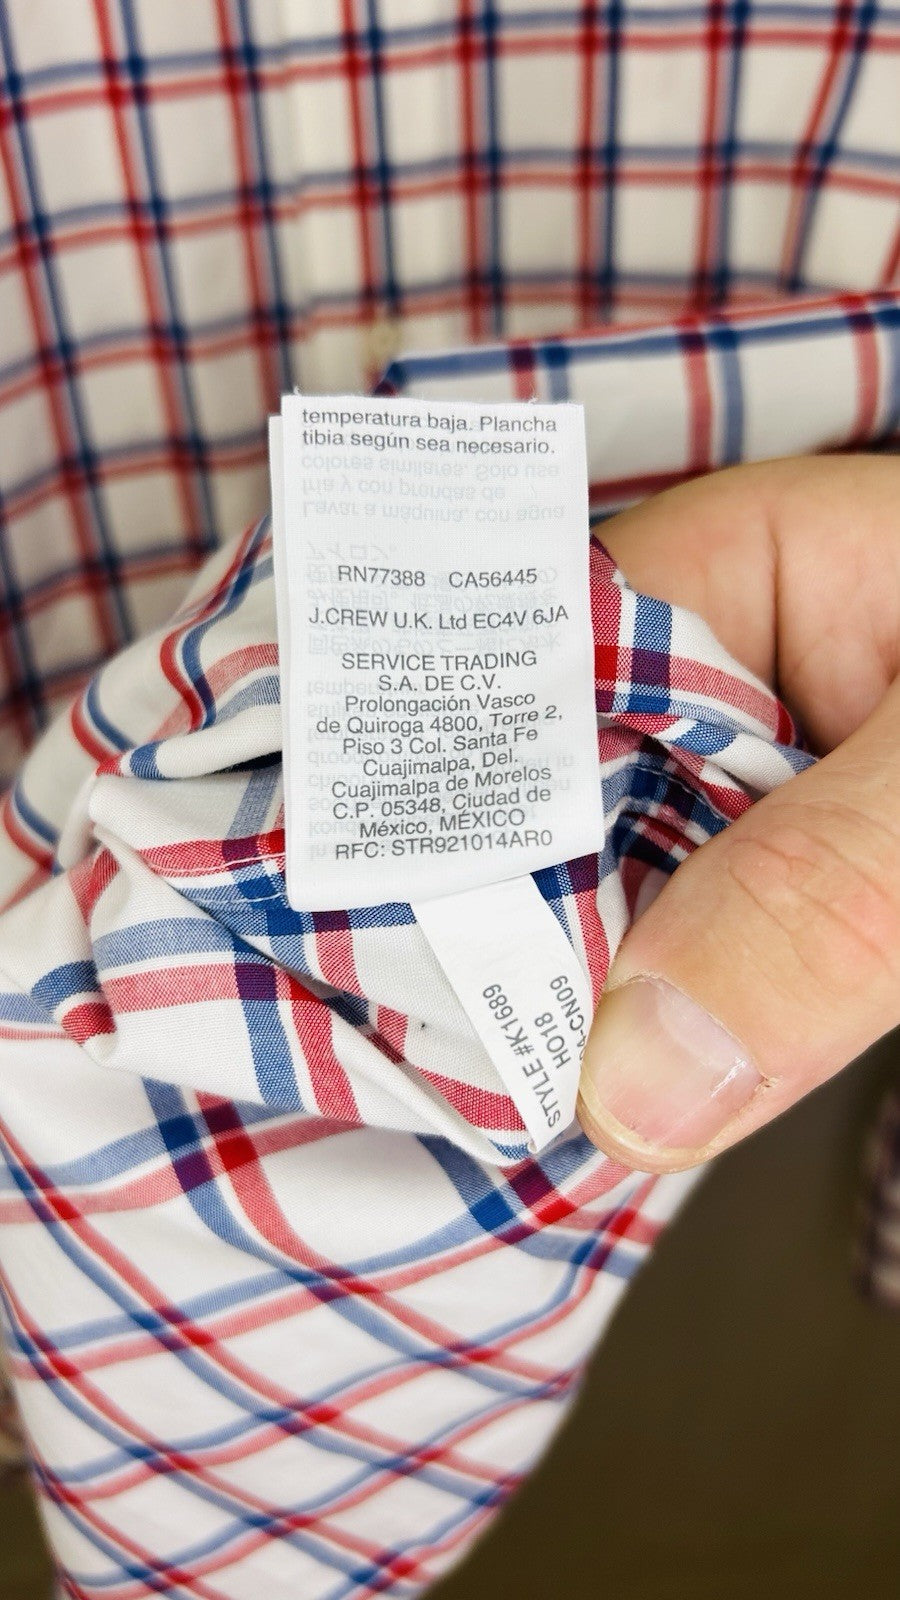 temperatura baja. Plancha
tibia según sea necesario.
RN77388 CA56445
J.CREW U.K. Ltd EC4V 6JA
SERVICE TRADING
S.A. DE C.V.
Prolongación Vasco
de Quiroga 4800, Torre 2,
Piso 3 Col. Santa Fe
Cuajimalpa, Del.
Cuajimalpa de Morelos
C.P. 05348, Ciudad de
México, MÉXICO
RFC: STR921014AR0
STYLE#K1689
HO18